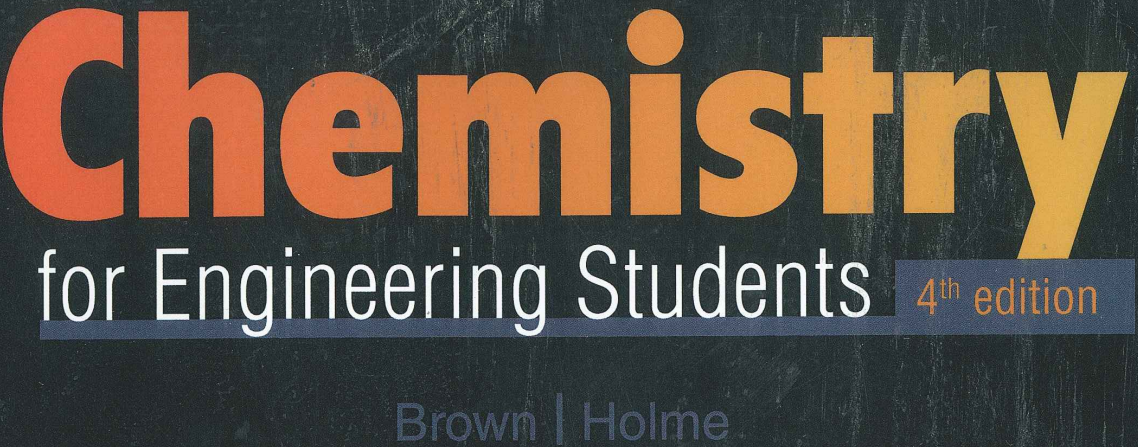 Chemistry
for Engineering Students 4th edition
Brown | Holme